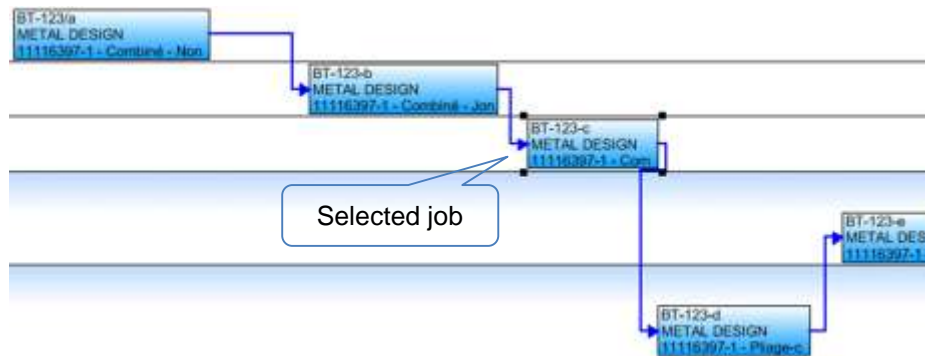 BT-123/a
METAL DESIGN
11116397-1 - Combiné - Non
BT-123-b
METAL DESIGN
11116397-1 - Combiné - Jon
BT-123-c
METAL DESIGN
11116397-1 - Com
Selected job
BT-123-e
METAL DES
11116397-1
BT-123-d
METAL DESIGN
11116397-1 - Pliage-c